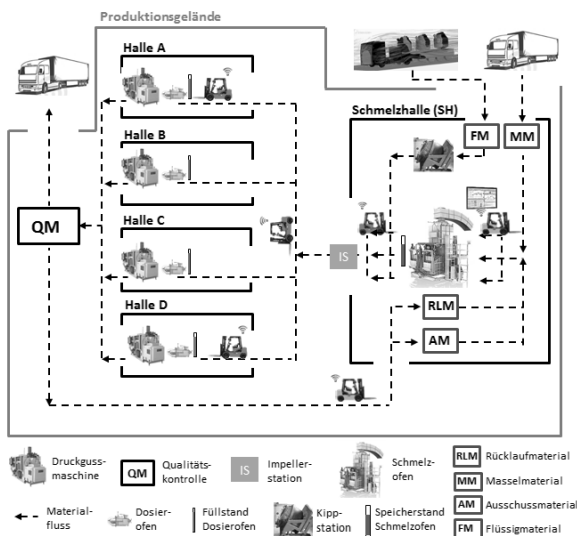 Produktionsgelände
Halle A
Halle B
Halle C
Halle D
Schmelzhalle (SH)
FM
MM
QM
IS
RLM
AM
Druckguss-
maschine
QM
Qualitäts-
kontrolle
IS
Impeller-
station
Schmelz-
ofen
RLM
Rücklaufmaterial
MM
Masselmaterial
AM
Ausschussmaterial
FM
Flüssigmaterial
Material-
fluss
Dosier-
ofen
Füllstand
Dosierofen
Kipp-
station
Speicherstand
Schmelzofen